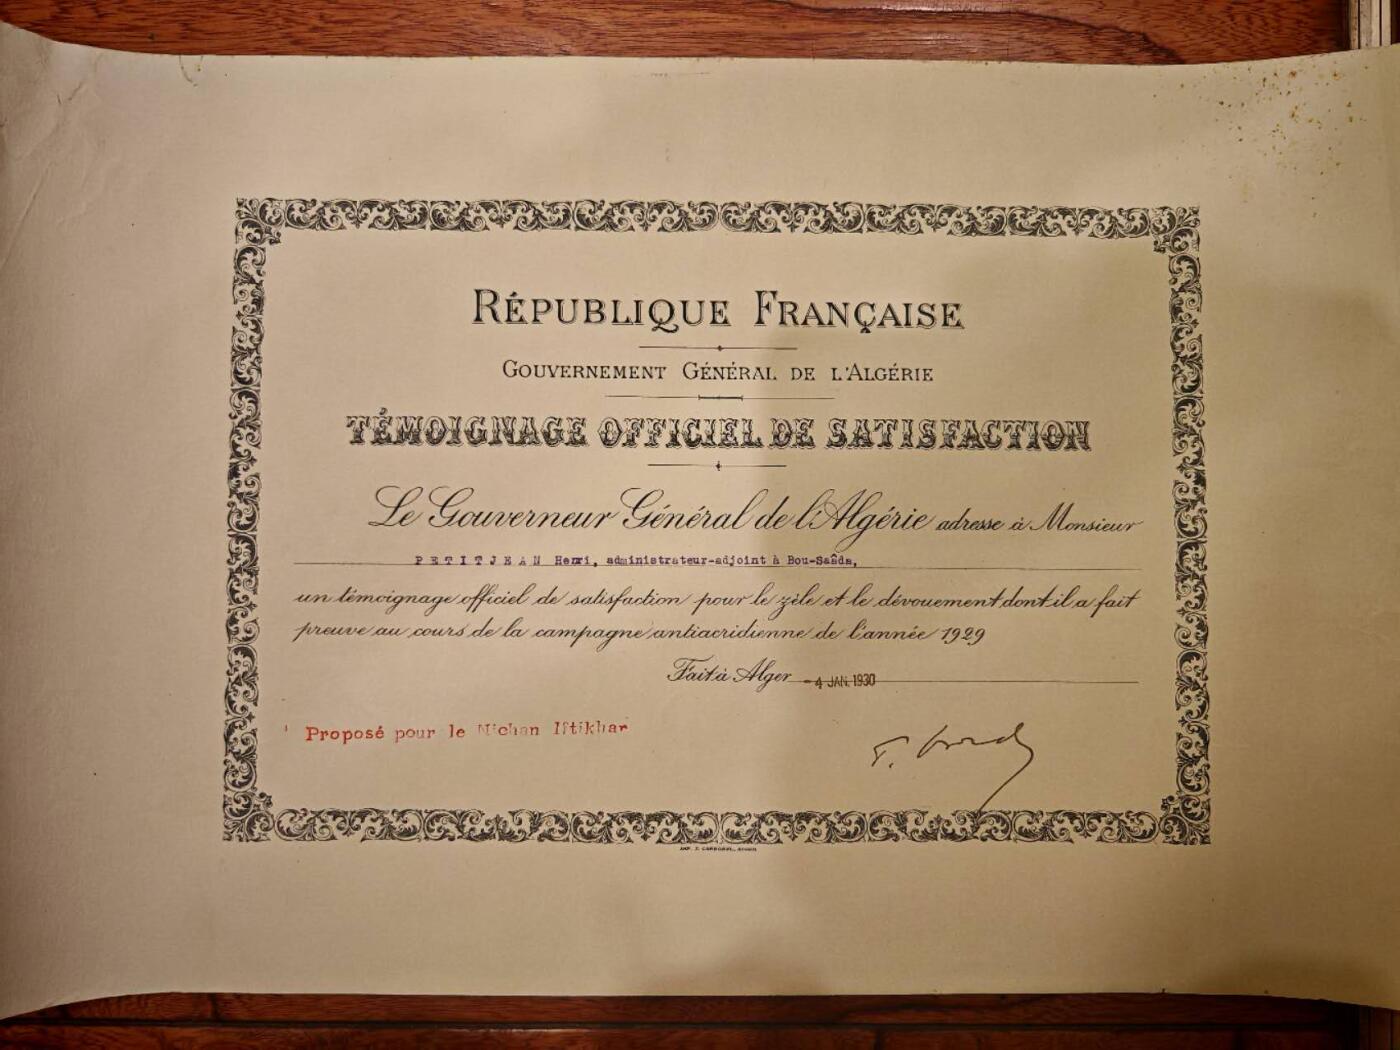 RÉPUBLIQUE FRANÇAISE
GOUVERNEMENT GÉNÉRAL DE L'ALGÉRIE
TÉMOIGNAGE OFFICIEL DE SATISFACTION
Le Gouverneur Général de l'Algérie adresse à Monsieur
PETITJEAN Henri, administrateur-adjoint à Bou-Saâda,
un témoignage officiel de satisfaction pour le zèle et le dévouement dont il a fait
preuve au cours de la campagne antiacridienne de l'année 1929
Fait à Alger -4 JAN. 1930
Proposé pour le Nichan Iftikhar
IMP. J. CARBONEL, ALGER